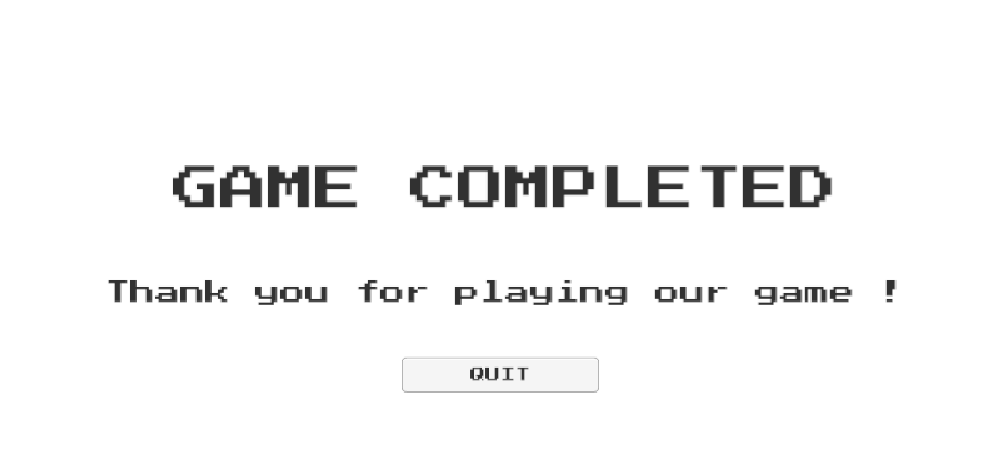 GAME COMPLETED
Thank you for playing our game !
QUIT